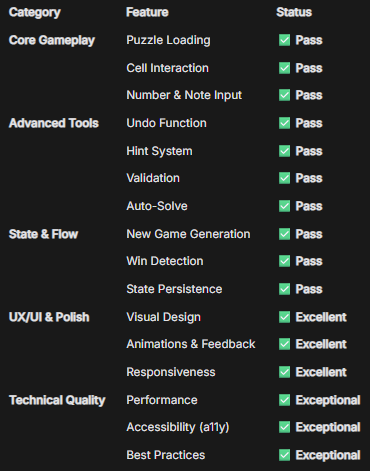 Category Feature Status
Core Gameplay Puzzle Loading ✅ Pass
Cell Interaction ✅ Pass
Number & Note Input ✅ Pass
Advanced Tools Undo Function ✅ Pass
Hint System ✅ Pass
Validation ✅ Pass
Auto-Solve ✅ Pass
State & Flow New Game Generation ✅ Pass
Win Detection ✅ Pass
State Persistence ✅ Pass
UX/UI & Polish Visual Design ✅ Excellent
Animations & Feedback ✅ Excellent
Responsiveness ✅ Excellent
Technical Quality Performance ✅ Exceptional
Accessibility (a11y) ✅ Exceptional
Best Practices ✅ Exceptional